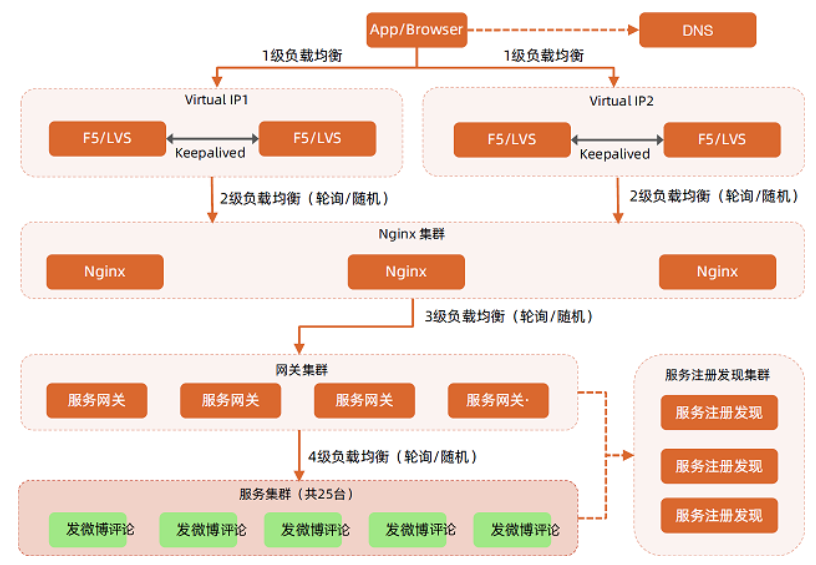 App/Browser
DNS
1级负载均衡
1级负载均衡
Virtual IP1
Virtual IP2
F5/LVS
F5/LVS
Keepalived
F5/LVS
F5/LVS
Keepalived
2级负载均衡（轮询/随机）
2级负载均衡（轮询/随机）
Nginx 集群
Nginx
Nginx
Nginx
3级负载均衡（轮询/随机）
网关集群
服务网关
服务网关
服务网关
服务网关·
服务注册发现集群
服务注册发现
服务注册发现
服务注册发现
4级负载均衡（轮询/随机）
服务集群（共25台）
发微博评论
发微博评论
发微博评论
发微博评论
发微博评论